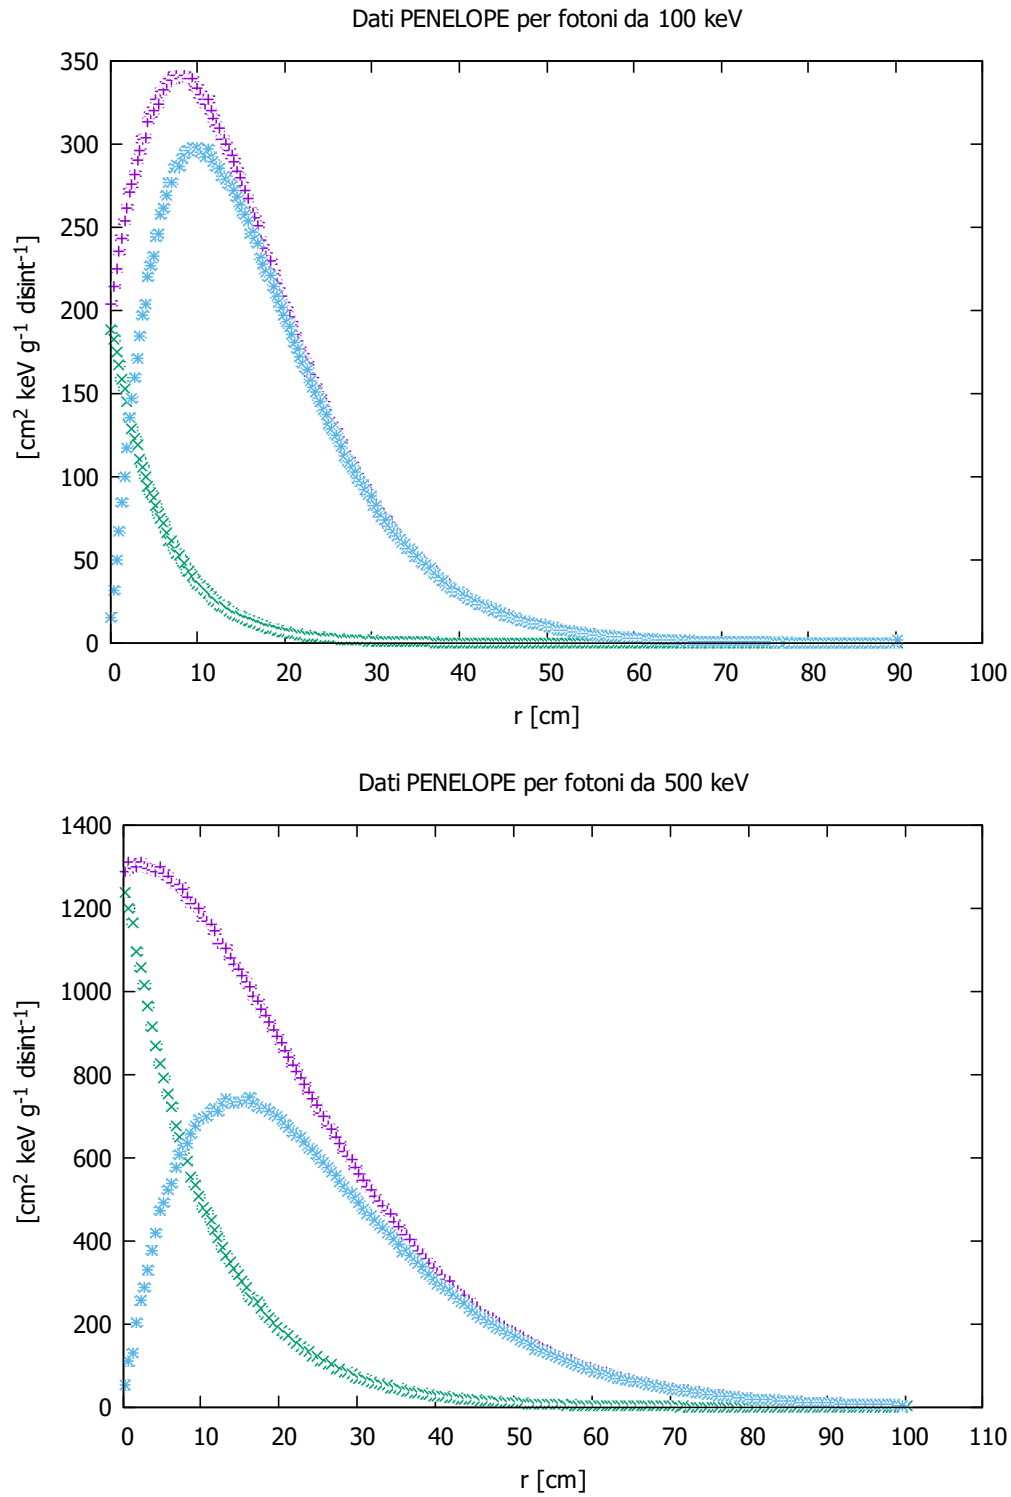 Dati PENELOPE per fotoni da 100 keV
350
300
250
200
150
100
50
0
[cm² keV g⁻¹ disint⁻¹]
0 10 20 30 40 50 60 70 80 90 100
r [cm]
Dati PENELOPE per fotoni da 500 keV
1400
1200
1000
800
600
400
200
0
[cm² keV g⁻¹ disint⁻¹]
0 10 20 30 40 50 60 70 80 90 100 110
r [cm]